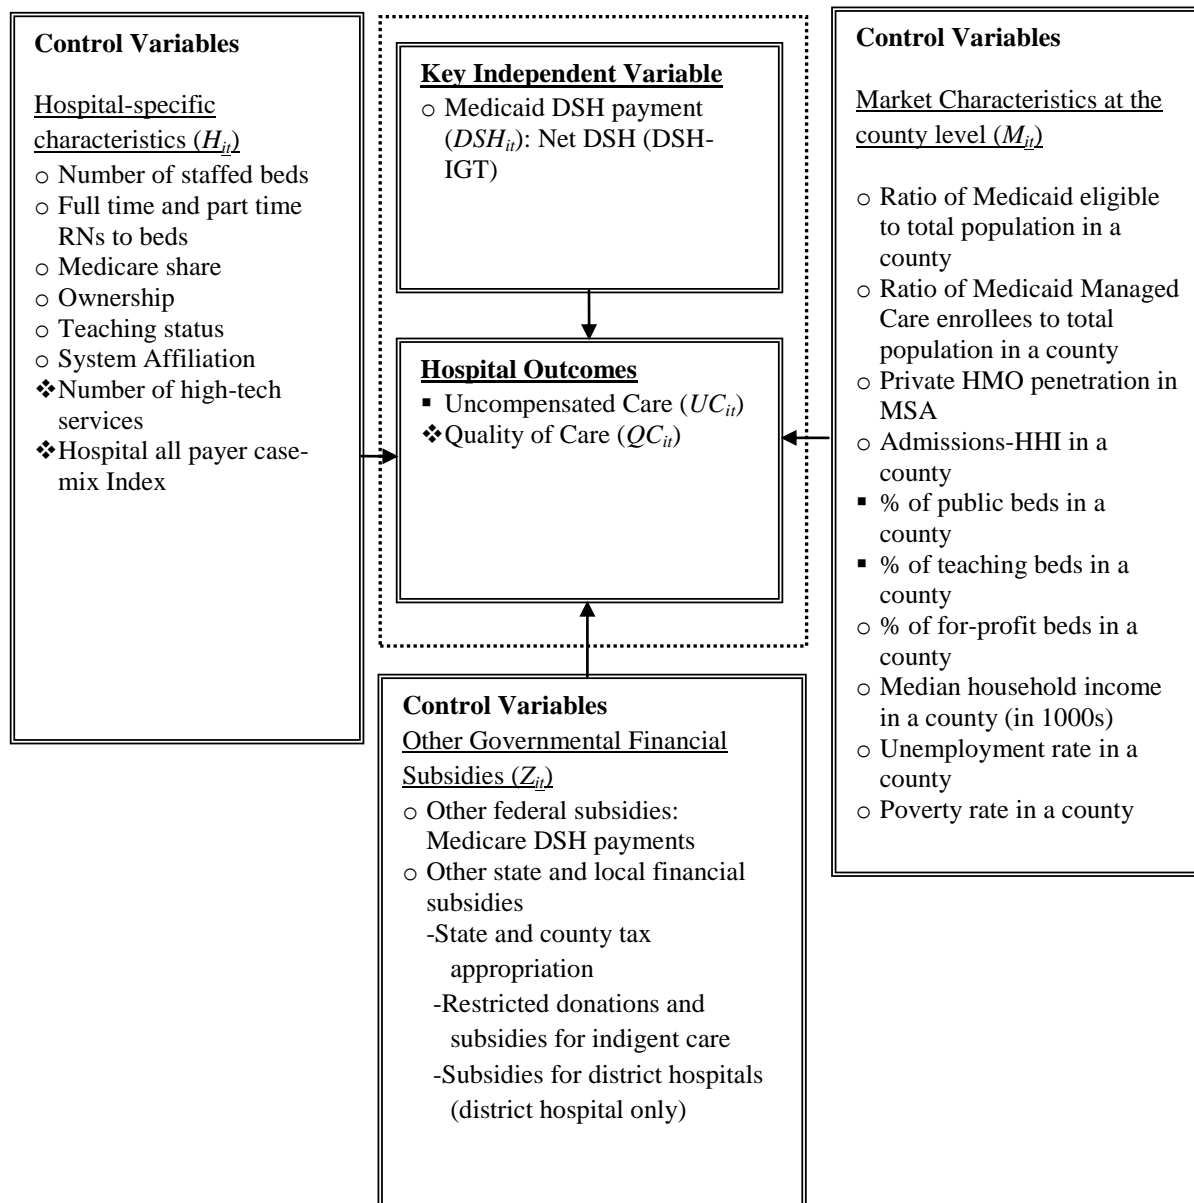 Control Variables
Hospital-specific
characteristics (Hit)
o Number of staffed beds
o Full time and part time
RNs to beds
o Medicare share
o Ownership
o Teaching status
o System Affiliation
❖Number of high-tech
services
❖Hospital all payer case-
mix Index
Key Independent Variable
o Medicaid DSH payment
(DSHit): Net DSH (DSH-
IGT)
Hospital Outcomes
▪ Uncompensated Care (UCit)
❖Quality of Care (QCit)
Control Variables
Other Governmental Financial
Subsidies (Zit)
o Other federal subsidies:
Medicare DSH payments
o Other state and local financial
subsidies
-State and county tax
appropriation
-Restricted donations and
subsidies for indigent care
-Subsidies for district hospitals
(district hospital only)
Control Variables
Market Characteristics at the
county level (Mit)
o Ratio of Medicaid eligible
to total population in a
county
o Ratio of Medicaid Managed
Care enrollees to total
population in a county
o Private HMO penetration in
MSA
o Admissions-HHI in a
county
▪ % of public beds in a
county
▪ % of teaching beds in a
county
o % of for-profit beds in a
county
o Median household income
in a county (in 1000s)
o Unemployment rate in a
county
o Poverty rate in a county